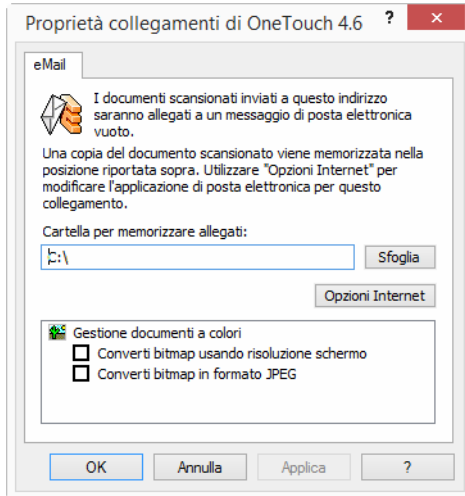 Proprietà collegamenti di OneTouch 4.6 ? ×
eMail
I documenti scansionati inviati a questo indirizzo
saranno allegati a un messaggio di posta elettronica
vuoto.
Una copia del documento scansionato viene memorizzata nella
posizione riportata sopra. Utilizzare "Opzioni Internet" per
modificare l'applicazione di posta elettronica per questo
collegamento.
Cartella per memorizzare allegati:
C:\ Sfoglia
Opzioni Internet
Gestione documenti a colori
Converti bitmap usando risoluzione schermo
Converti bitmap in formato JPEG
OK Annulla Applica ?